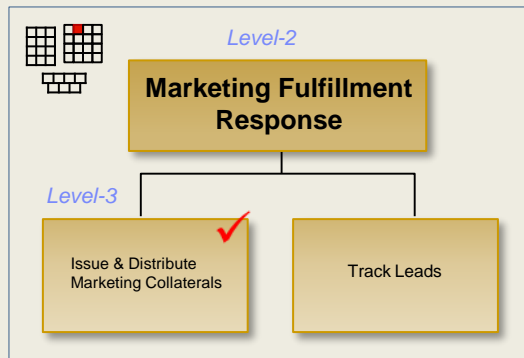 Level-2
Marketing Fulfillment
Response
Level-3
Issue & Distribute
Marketing Collaterals
Track Leads